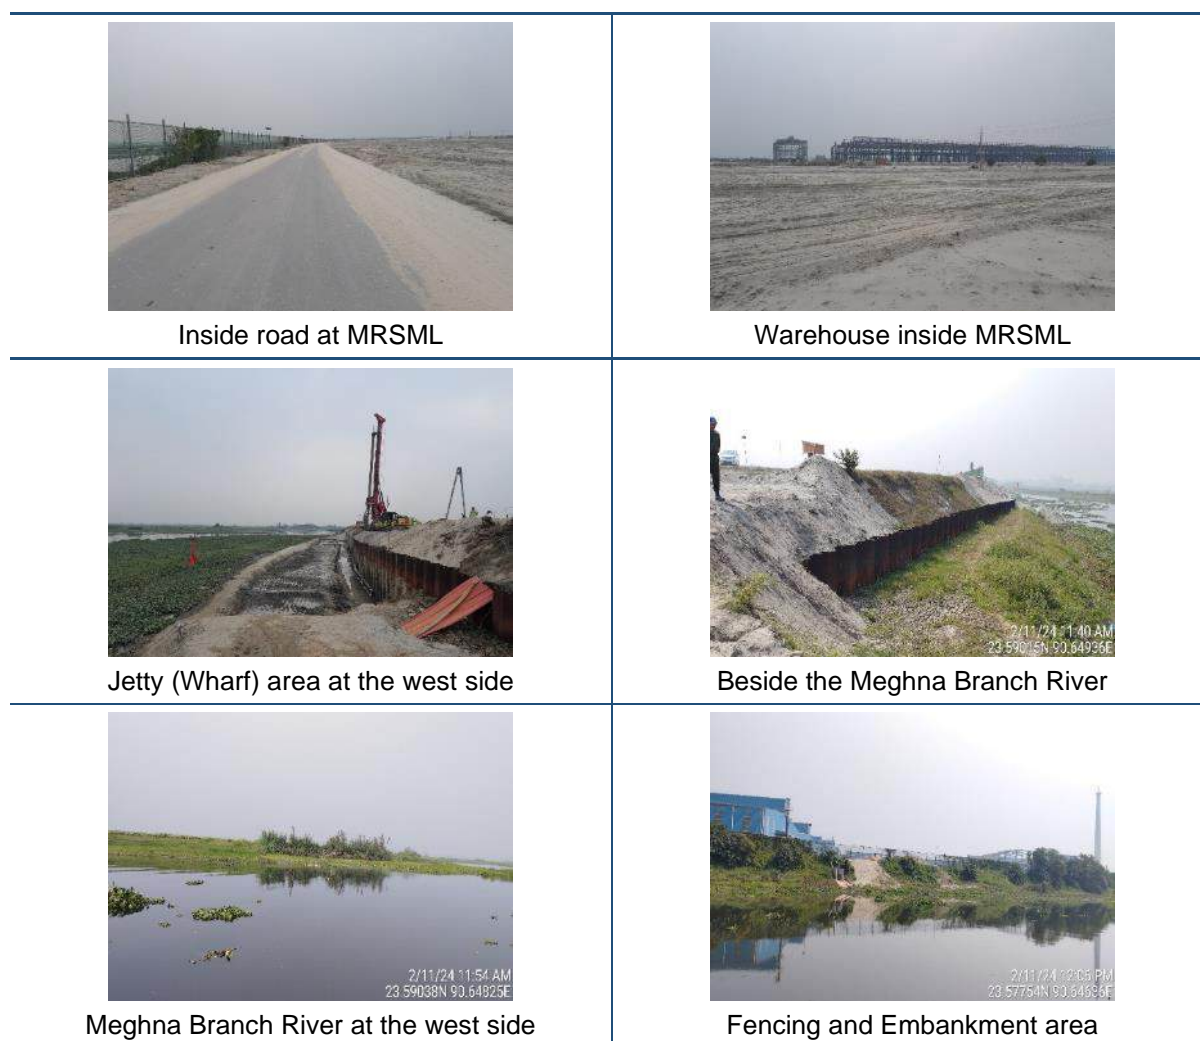 Inside road at MRSML
Warehouse inside MRSML
Jetty (Wharf) area at the west side
2/11/24 11:40 AM
23.59015N 90.64936E
Beside the Meghna Branch River
2/11/24 11:54 AM
23.59038N 90.64825E
Meghna Branch River at the west side
2/11/24 12:06 PM
23.57754N 90.64636E
Fencing and Embankment area